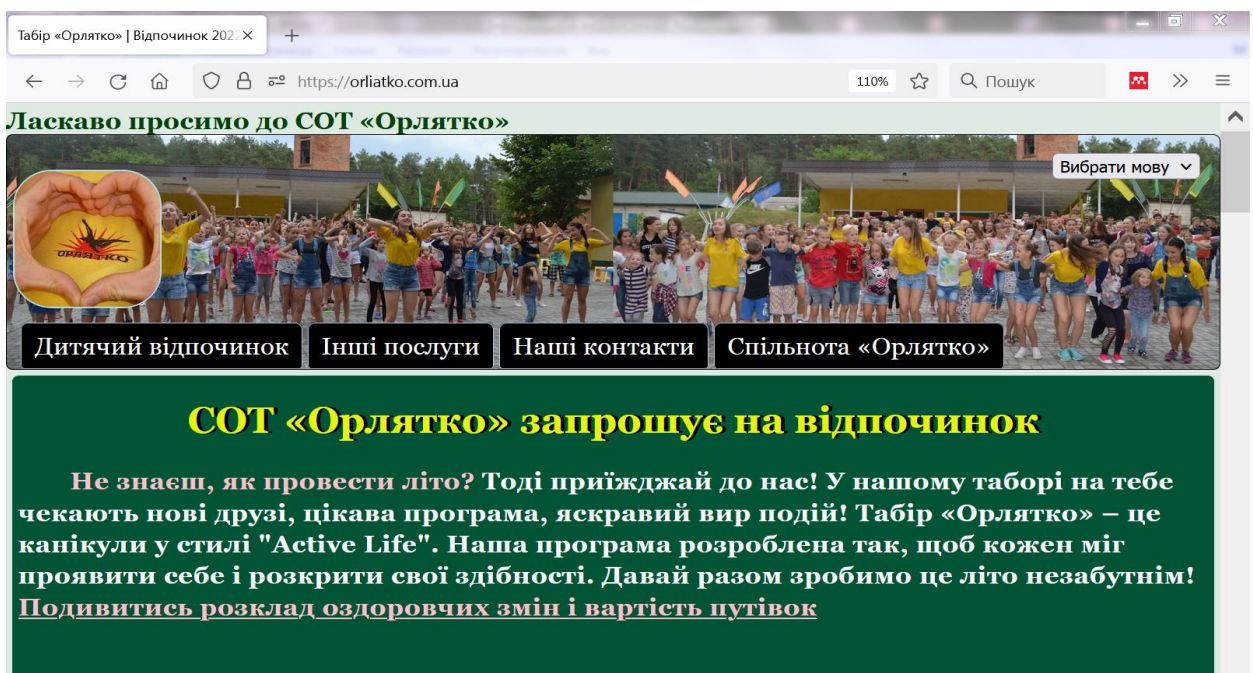 Табір «Орлятко» | Відпочинок 2022
https://orliatko.com.ua
110%
Пошук
Ласкаво просимо до СОТ «Орлятко»
Вибрати мову
ОРЛЯТКО
Дитячий відпочинок
Інші послуги
Наші контакти
Спільнота «Орлятко»
СОТ «Орлятко» запрошує на відпочинок
Не знаєш, як провести літо? Тоді приїжджай до нас! У нашому таборі на тебе
чекають нові друзі, цікава програма, яскравий вир подій! Табір «Орлятко» – це
канікули у стилі "Active Life". Наша програма розроблена так, щоб кожен міг
проявити себе і розкрити свої здібності. Давай разом зробимо це літо незабутнім!
Подивитись розклад оздоровчих змін і вартість путівок